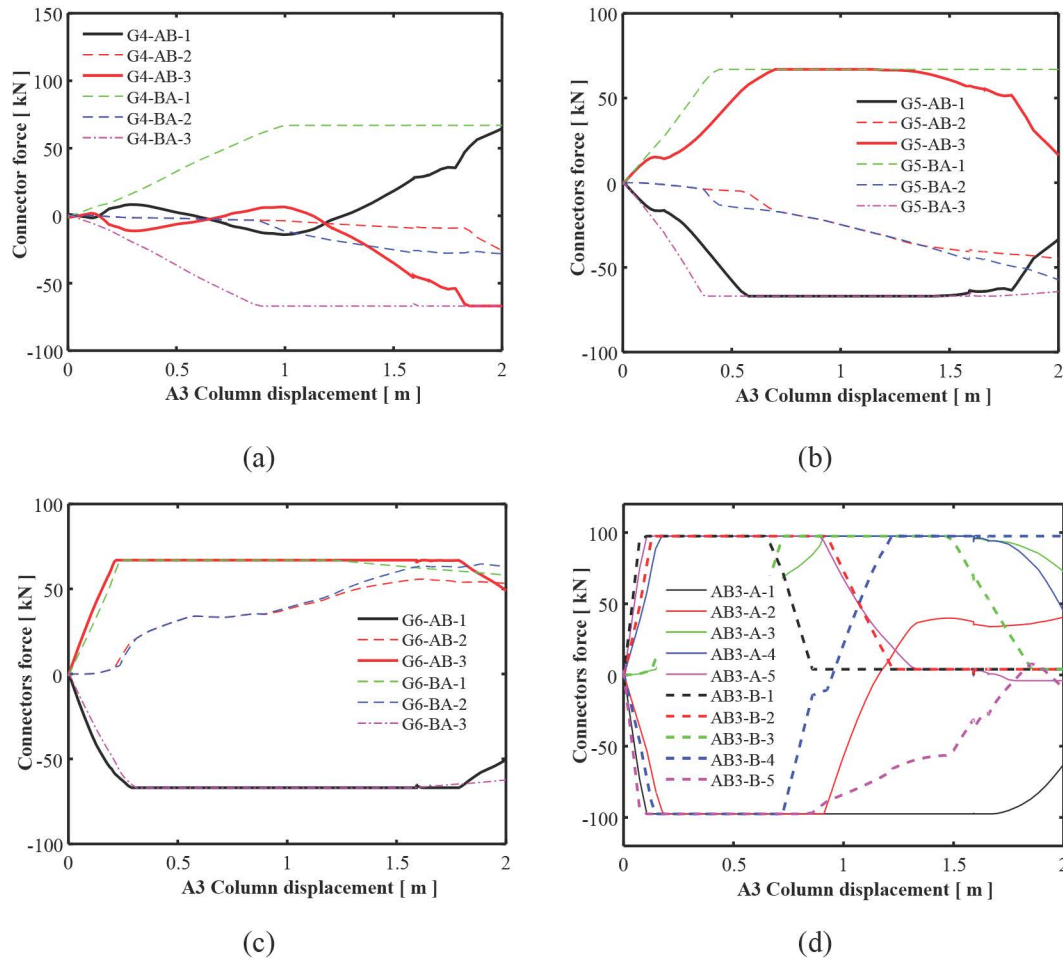 150
100
50
0
-50
-100
Connector force [ kN ]
G4-AB-1
G4-AB-2
G4-AB-3
G4-BA-1
G4-BA-2
G4-BA-3
0 0.5 1 1.5 2
A3 Column displacement [ m ]
(a)
100
50
0
-50
-100
Connectors force [ kN ]
G5-AB-1
G5-AB-2
G5-AB-3
G5-BA-1
G5-BA-2
G5-BA-3
0 0.5 1 1.5 2
A3 Column displacement [ m ]
(b)
100
50
0
-50
-100
Connectors force [ kN ]
G6-AB-1
G6-AB-2
G6-AB-3
G6-BA-1
G6-BA-2
G6-BA-3
0 0.5 1 1.5 2
A3 Column displacement [ m ]
(c)
100
50
0
-50
-100
Connectors force [ kN ]
AB3-A-1
AB3-A-2
AB3-A-3
AB3-A-4
AB3-A-5
AB3-B-1
AB3-B-2
AB3-B-3
AB3-B-4
AB3-B-5
0 0.5 1 1.5 2
A3 Column displacement [ m ]
(d)